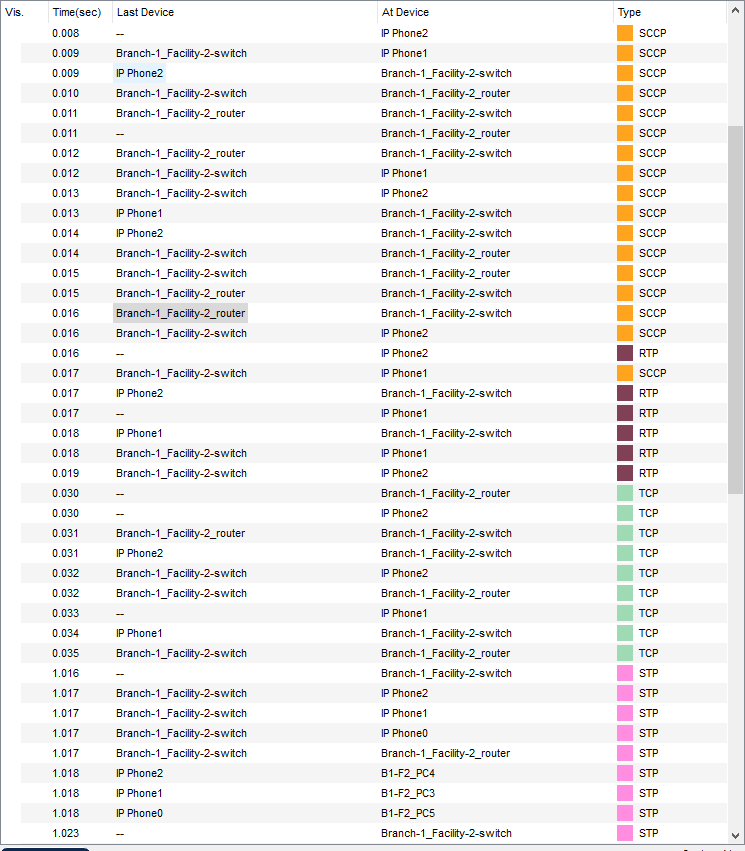 Vis. Time(sec) Last Device At Device Type
0.008 -- IP Phone2 SCCP
0.009 Branch-1_Facility-2-switch IP Phone1 SCCP
0.009 IP Phone2 Branch-1_Facility-2-switch SCCP
0.010 Branch-1_Facility-2-switch Branch-1_Facility-2_router SCCP
0.011 Branch-1_Facility-2-switch Branch-1_Facility-2_router SCCP
0.011 -- Branch-1_Facility-2_router SCCP
0.012 Branch-1_Facility-2_router Branch-1_Facility-2-switch SCCP
0.012 Branch-1_Facility-2-switch IP Phone1 SCCP
0.013 Branch-1_Facility-2-switch IP Phone2 SCCP
0.013 IP Phone1 Branch-1_Facility-2-switch SCCP
0.014 IP Phone2 Branch-1_Facility-2-switch SCCP
0.014 Branch-1_Facility-2-switch Branch-1_Facility-2_router SCCP
0.015 Branch-1_Facility-2-switch Branch-1_Facility-2_router SCCP
0.015 Branch-1_Facility-2_router Branch-1_Facility-2-switch SCCP
0.016 Branch-1_Facility-2_router Branch-1_Facility-2-switch SCCP
0.016 Branch-1_Facility-2-switch IP Phone2 SCCP
0.016 -- IP Phone2 RTP
0.017 Branch-1_Facility-2-switch IP Phone1 SCCP
0.017 IP Phone2 Branch-1_Facility-2-switch RTP
0.017 -- IP Phone1 RTP
0.018 IP Phone1 Branch-1_Facility-2-switch RTP
0.018 Branch-1_Facility-2-switch IP Phone1 RTP
0.019 Branch-1_Facility-2-switch IP Phone2 RTP
0.030 -- Branch-1_Facility-2_router TCP
0.030 -- IP Phone2 TCP
0.031 Branch-1_Facility-2_router Branch-1_Facility-2-switch TCP
0.031 IP Phone2 Branch-1_Facility-2-switch TCP
0.032 Branch-1_Facility-2-switch IP Phone2 TCP
0.032 Branch-1_Facility-2-switch Branch-1_Facility-2_router TCP
0.033 -- IP Phone1 TCP
0.034 IP Phone1 Branch-1_Facility-2-switch TCP
0.035 Branch-1_Facility-2-switch Branch-1_Facility-2_router TCP
1.016 -- Branch-1_Facility-2-switch STP
1.017 Branch-1_Facility-2-switch IP Phone2 STP
1.017 Branch-1_Facility-2-switch IP Phone1 STP
1.017 Branch-1_Facility-2-switch IP Phone0 STP
1.017 Branch-1_Facility-2-switch Branch-1_Facility-2_router STP
1.018 IP Phone2 B1-F2_PC4 STP
1.018 IP Phone1 B1-F2_PC3 STP
1.018 IP Phone0 B1-F2_PC5 STP
1.023 -- Branch-1_Facility-2-switch STP